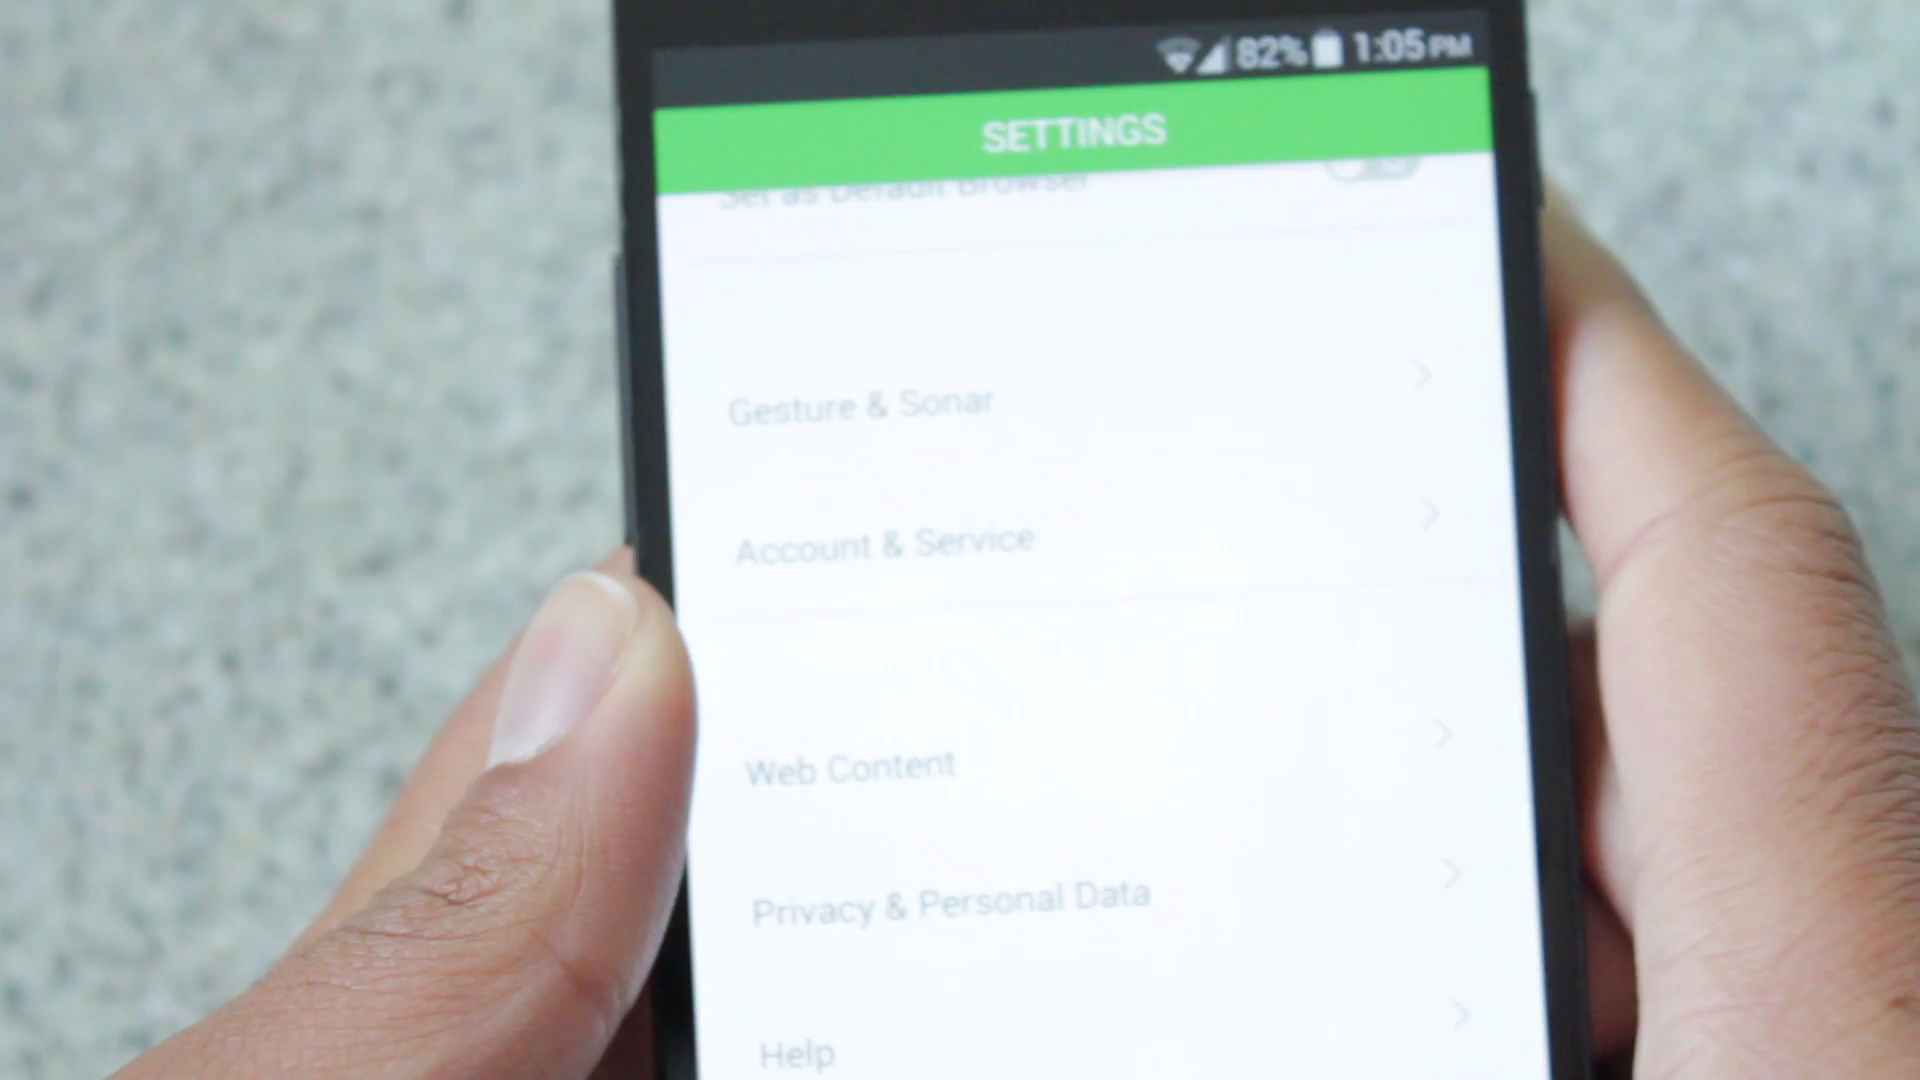 82% 1:05 PM
SETTINGS
Set as Default Browser
Gesture & Sonar
Account & Service
Web Content
Privacy & Personal Data
Help